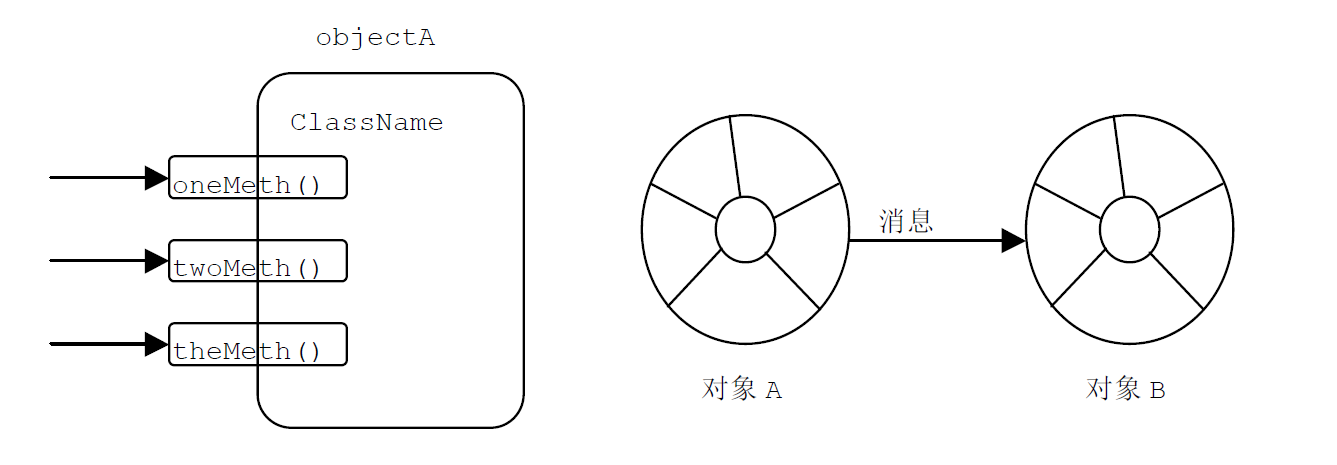 objectA
ClassName
oneMeth()
twoMeth()
theMeth()
消息
对象 A
对象 B